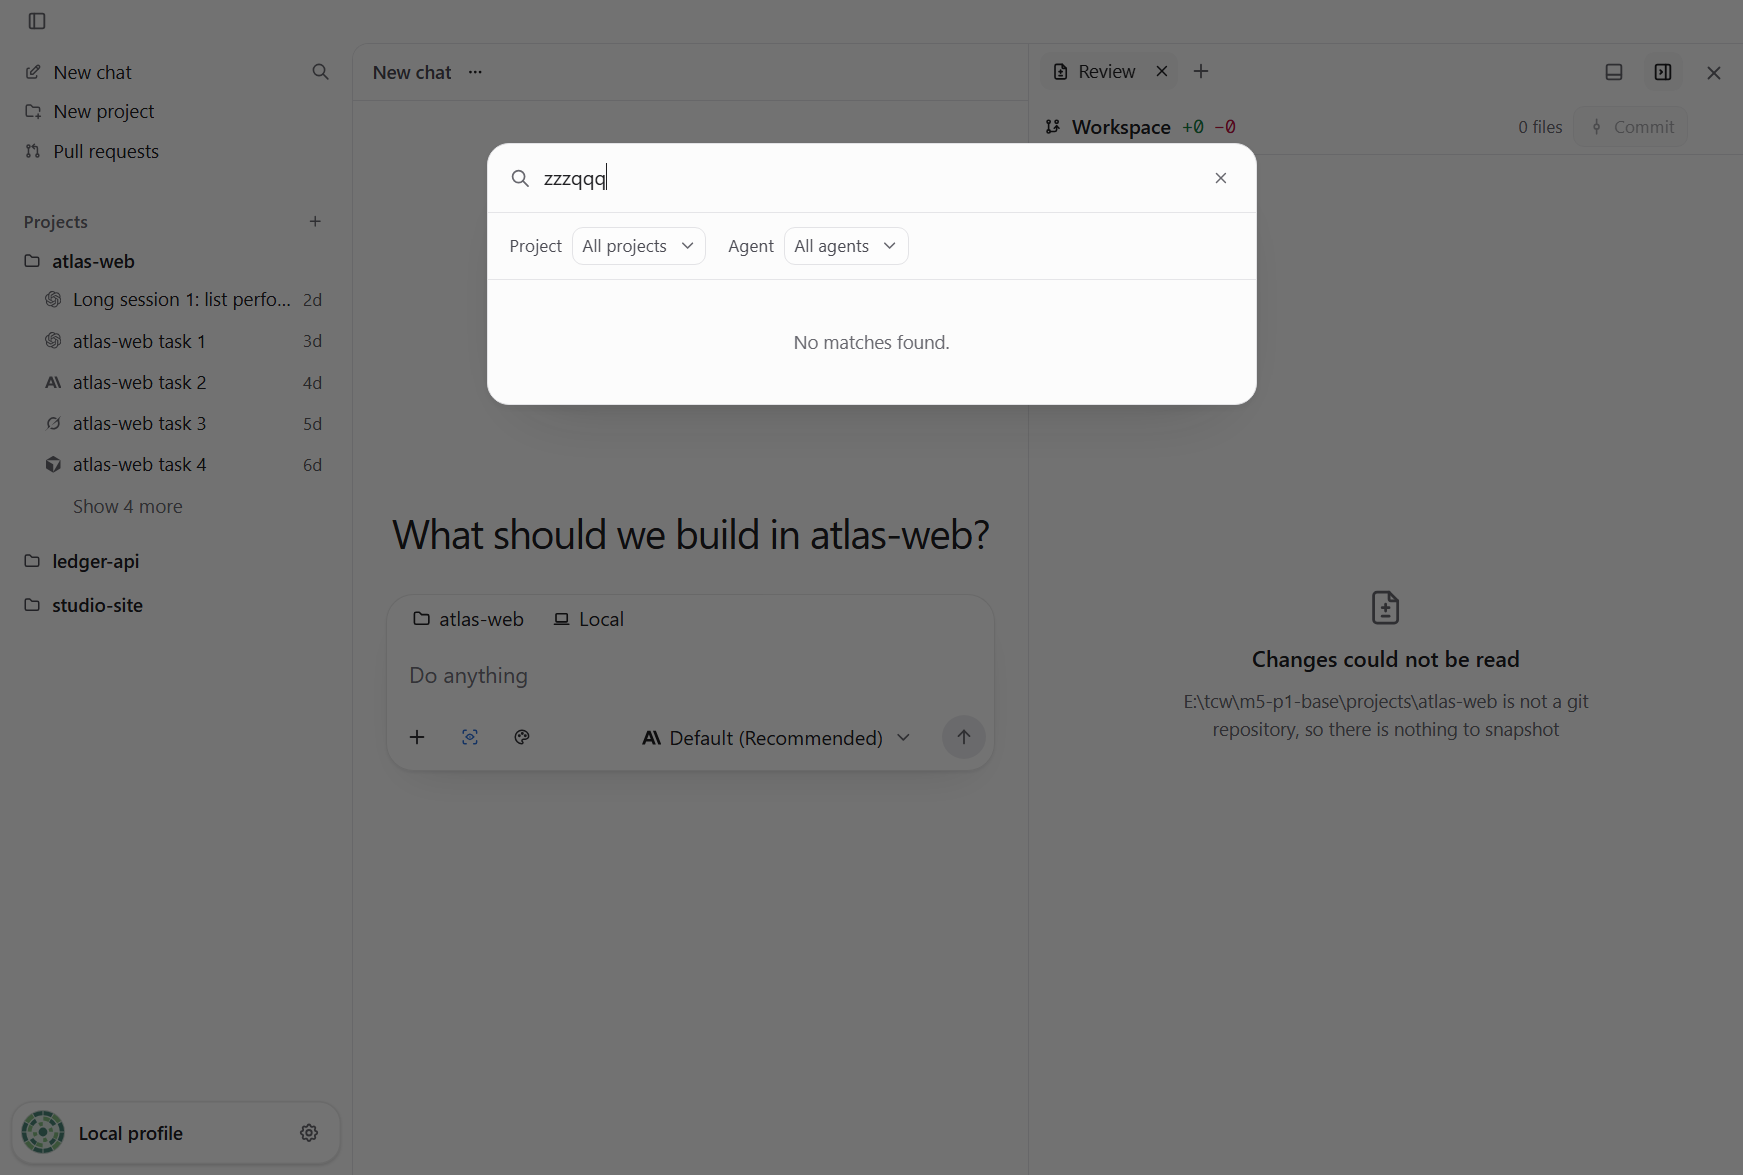 New chat
New project
Pull requests
Projects
atlas-web
Long session 1: list perfo... 2d
atlas-web task 1 3d
atlas-web task 2 4d
atlas-web task 3 5d
atlas-web task 4 6d
Show 4 more
ledger-api
studio-site
Local profile
New chat
Review
Workspace +0 −0
0 files
Commit
zzzqqq
Project All projects Agent All agents
No matches found.
What should we build in atlas-web?
atlas-web Local
Do anything
Default (Recommended)
Changes could not be read
E:\tcw\m5-p1-base\projects\atlas-web is not a git
repository, so there is nothing to snapshot